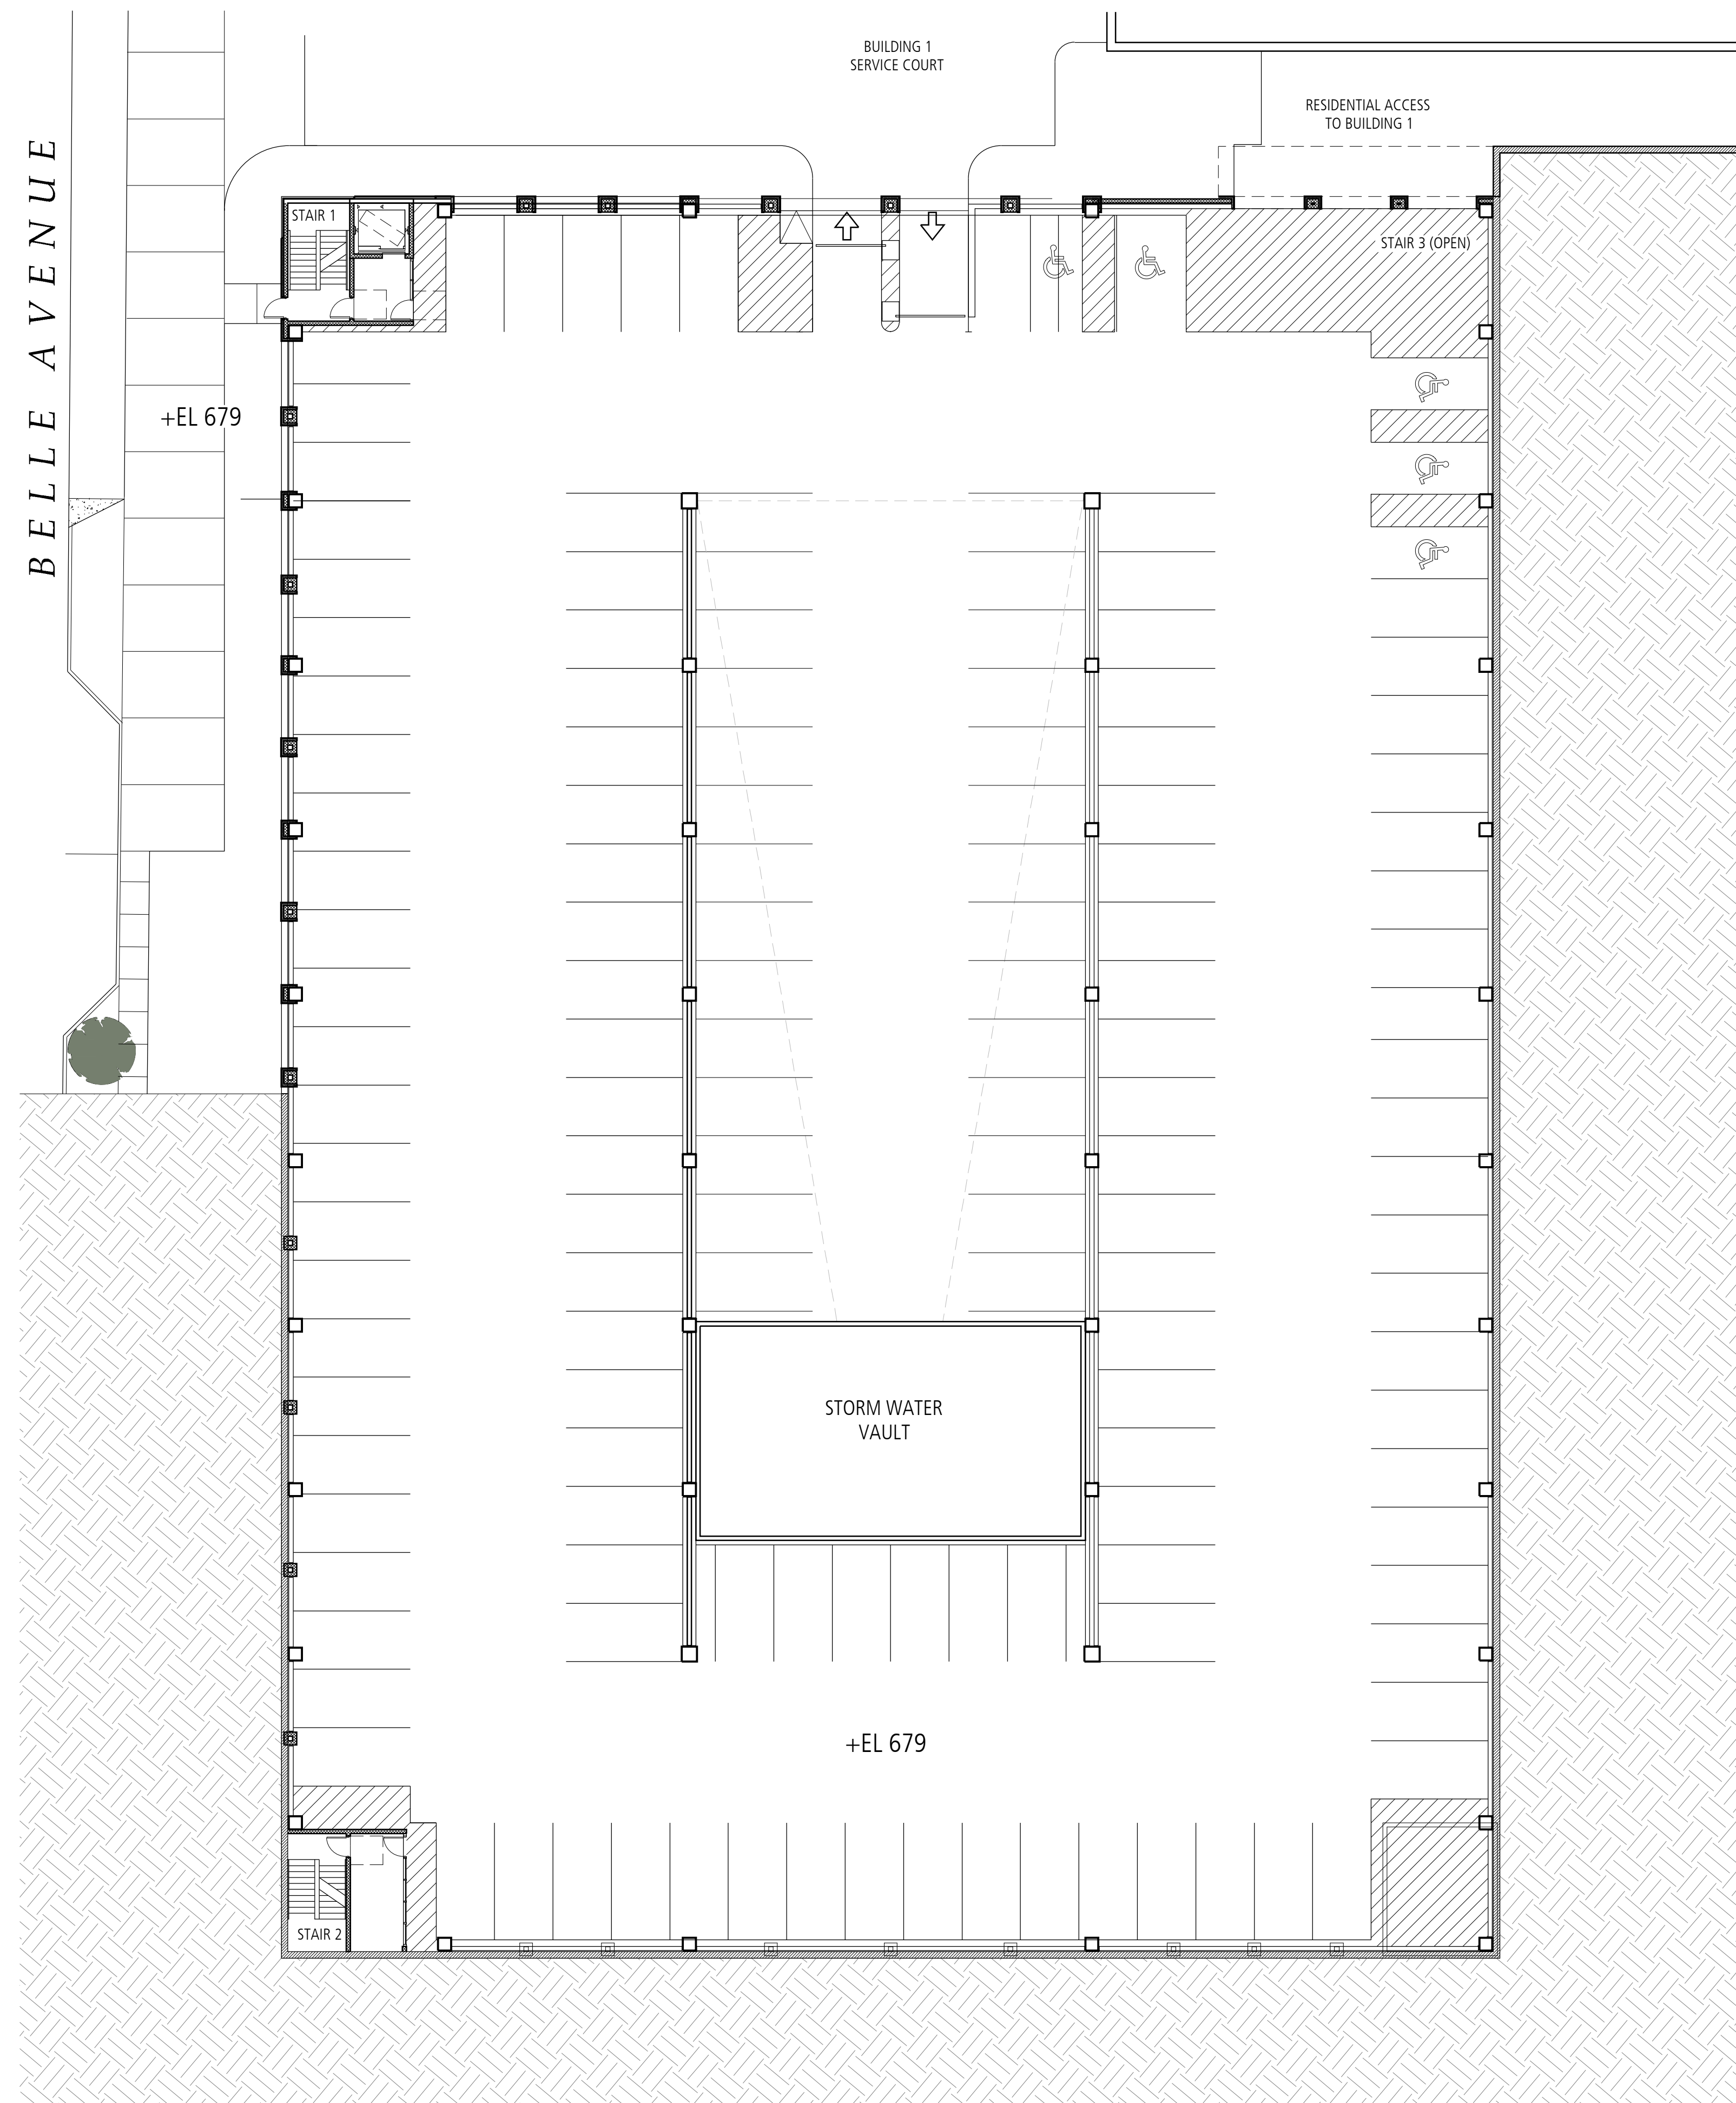 BUILDING 1
SERVICE COURT
RESIDENTIAL ACCESS
TO BUILDING 1
BELLE AVENUE
STAIR 1
STAIR 3 (OPEN)
+EL 679
STORM WATER
VAULT
+EL 679
STAIR 2